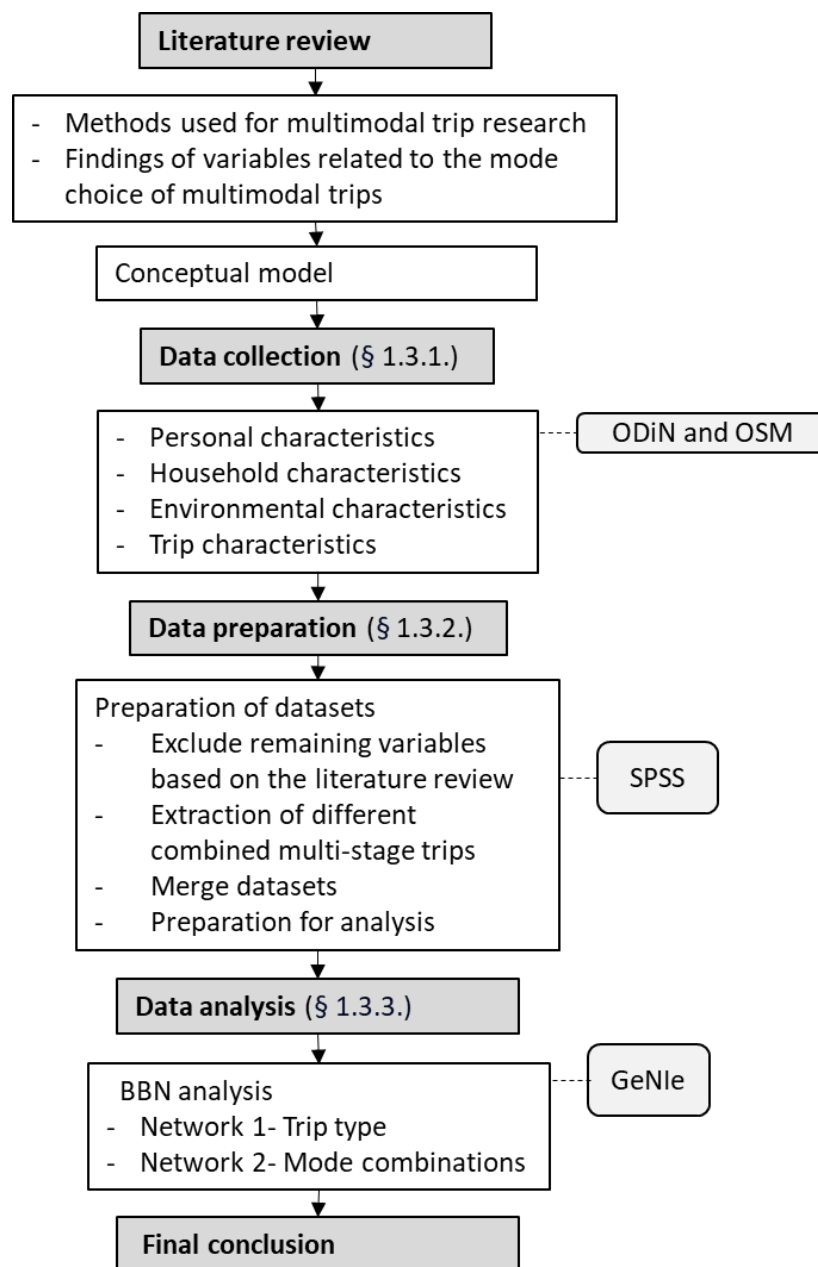 Literature review
- Methods used for multimodal trip research
- Findings of variables related to the mode
choice of multimodal trips
Conceptual model
Data collection (§ 1.3.1.)
- Personal characteristics
- Household characteristics
- Environmental characteristics
- Trip characteristics
ODiN and OSM
Data preparation (§ 1.3.2.)
Preparation of datasets
- Exclude remaining variables
based on the literature review
- Extraction of different
combined multi-stage trips
- Merge datasets
- Preparation for analysis
SPSS
Data analysis (§ 1.3.3.)
BBN analysis
- Network 1- Trip type
- Network 2- Mode combinations
GeNIe
Final conclusion